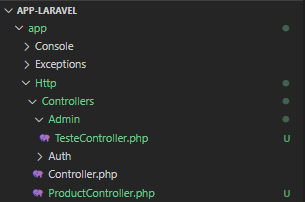 APP-LARAVEL
app
Console
Exceptions
Http
Controllers
Admin
TesteController.php U
Auth
Controller.php
ProductController.php U